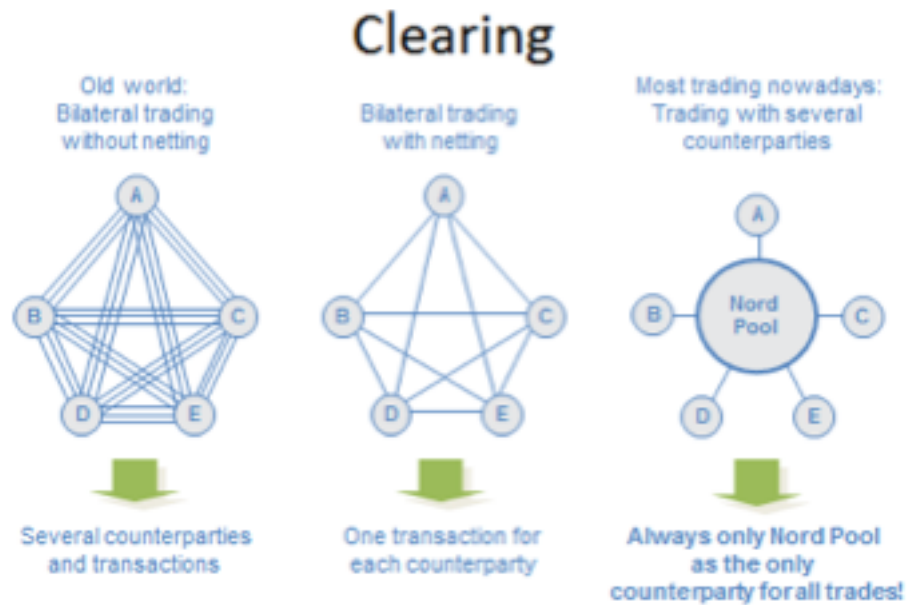 Clearing
Old world:
Bilateral trading
without netting
Bilateral trading
with netting
Most trading nowadays:
Trading with several
counterparties
A
B
C
D
E
A
B
C
D
E
A
B
Nord
Pool
C
D
E
Several counterparties
and transactions
One transaction for
each counterparty
Always only Nord Pool
as the only
counterparty for all trades!